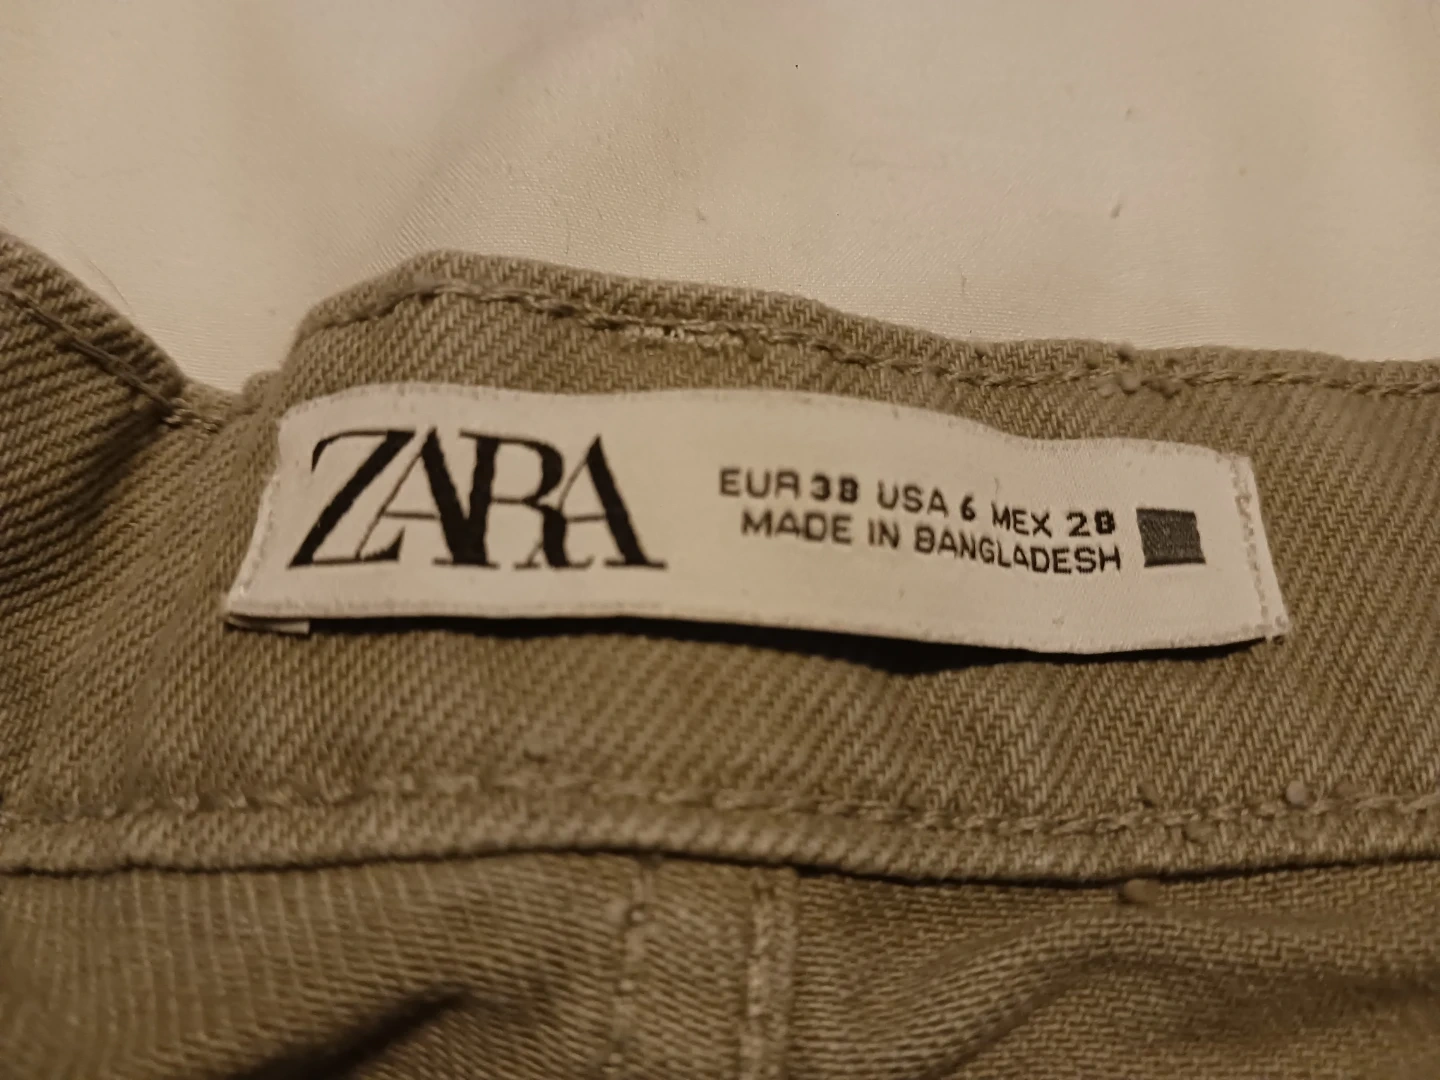 ZARA
EUR 38 USA 6 MEX 28
MADE IN BANGLADESH